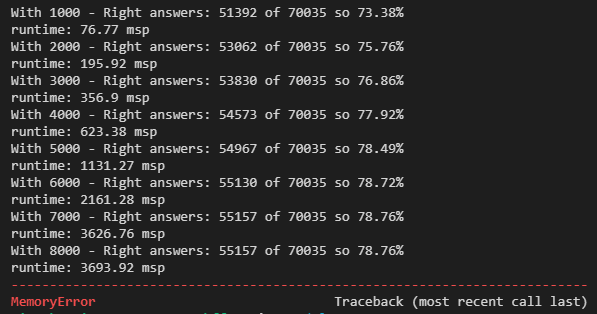 With 1000 - Right answers: 51392 of 70035 so 73.38%
runtime: 76.77 msp
With 2000 - Right answers: 53062 of 70035 so 75.76%
runtime: 195.92 msp
With 3000 - Right answers: 53830 of 70035 so 76.86%
runtime: 356.9 msp
With 4000 - Right answers: 54573 of 70035 so 77.92%
runtime: 623.38 msp
With 5000 - Right answers: 54967 of 70035 so 78.49%
runtime: 1131.27 msp
With 6000 - Right answers: 55130 of 70035 so 78.72%
runtime: 2161.28 msp
With 7000 - Right answers: 55157 of 70035 so 78.76%
runtime: 3626.76 msp
With 8000 - Right answers: 55157 of 70035 so 78.76%
runtime: 3693.92 msp
---------------------------------------------------------------------------
MemoryError                               Traceback (most recent call last)